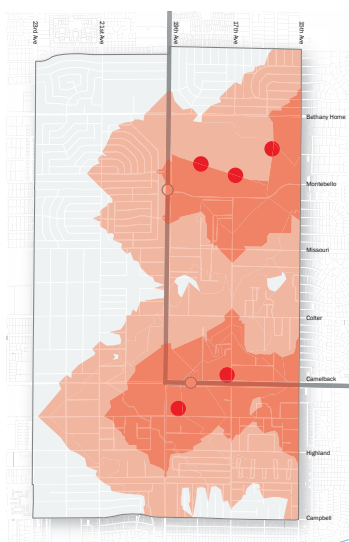 23rd Ave
21st Ave
19th Ave
17th Ave
15th Ave
Bethany Home
Montebello
Missouri
Colter
Camelback
Highland
Campbell